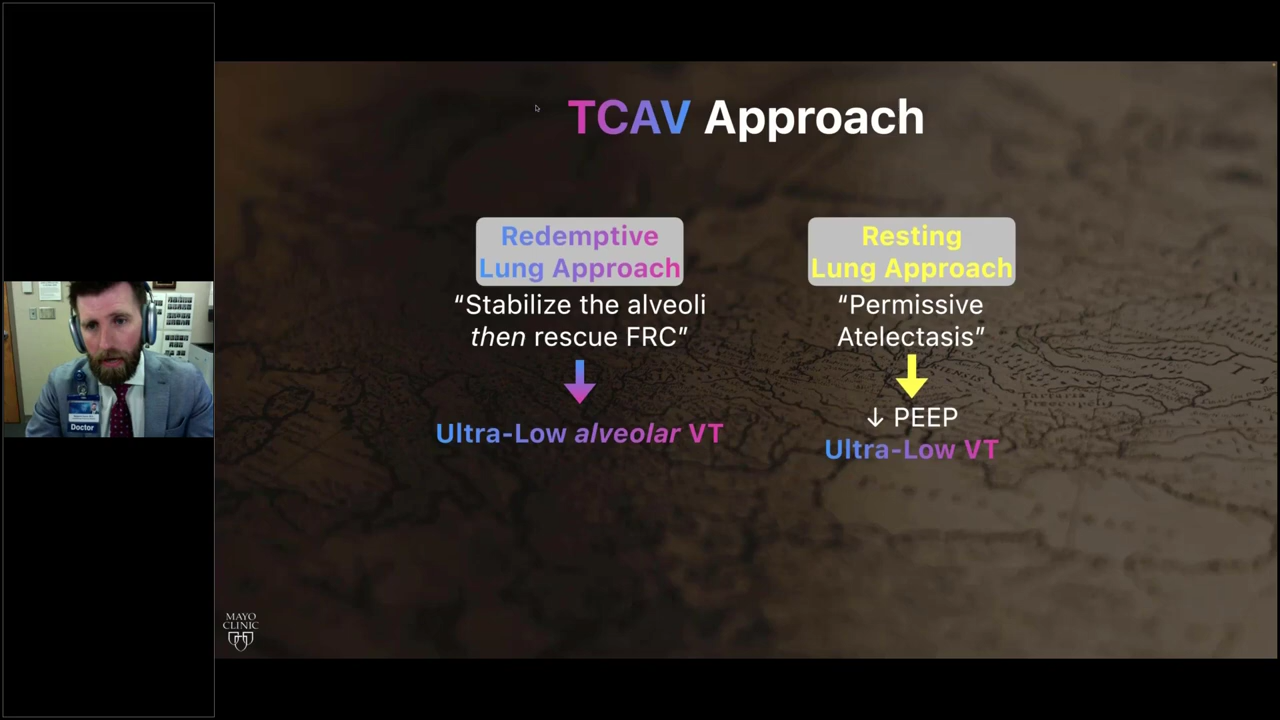 TCAV Approach
Redemptive
Lung Approach
“Stabilize the alveoli
then rescue FRC”
Ultra-Low alveolar VT
Resting
Lung Approach
“Permissive
Atelectasis”
↓ PEEP
Ultra-Low VT
Doctor
MAYO
CLINIC